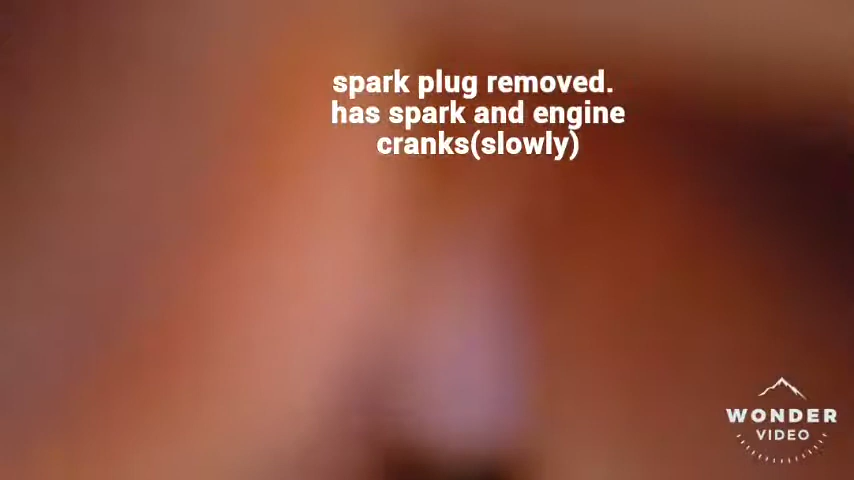 spark plug removed.
has spark and engine
cranks(slowly)
WONDER
VIDEO